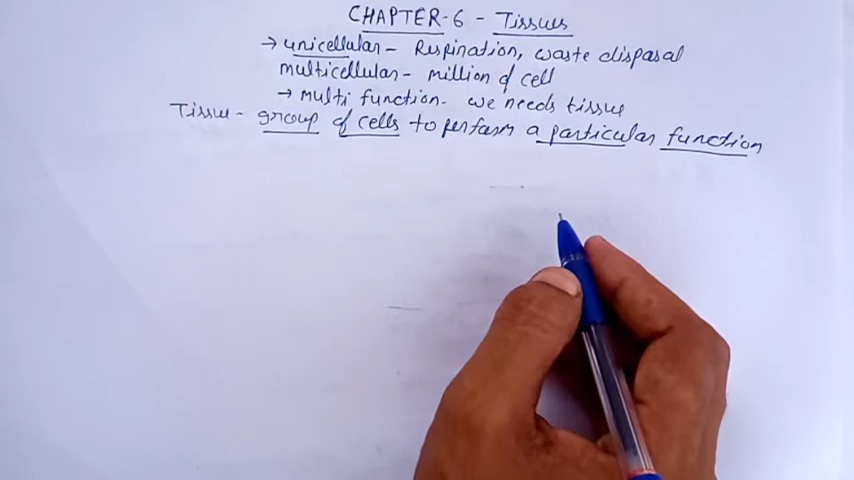 CHAPTER-6 - Tissues
→ unicellular - Respiration, waste dispasal
multicellular - million of cell
→ multi function - we needs tissue
Tissue - group of cells to perform a particular function